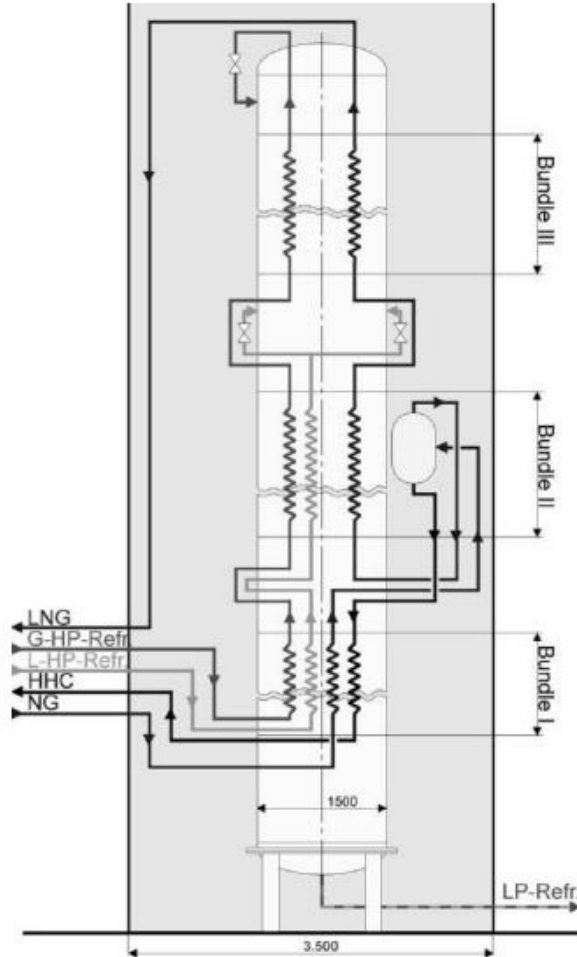 Bundle III
Bundle II
LNG
G-HP-Refr.
L-HP-Refr.
HHC
NG
Bundle I
1500
LP-Refr.
3.500